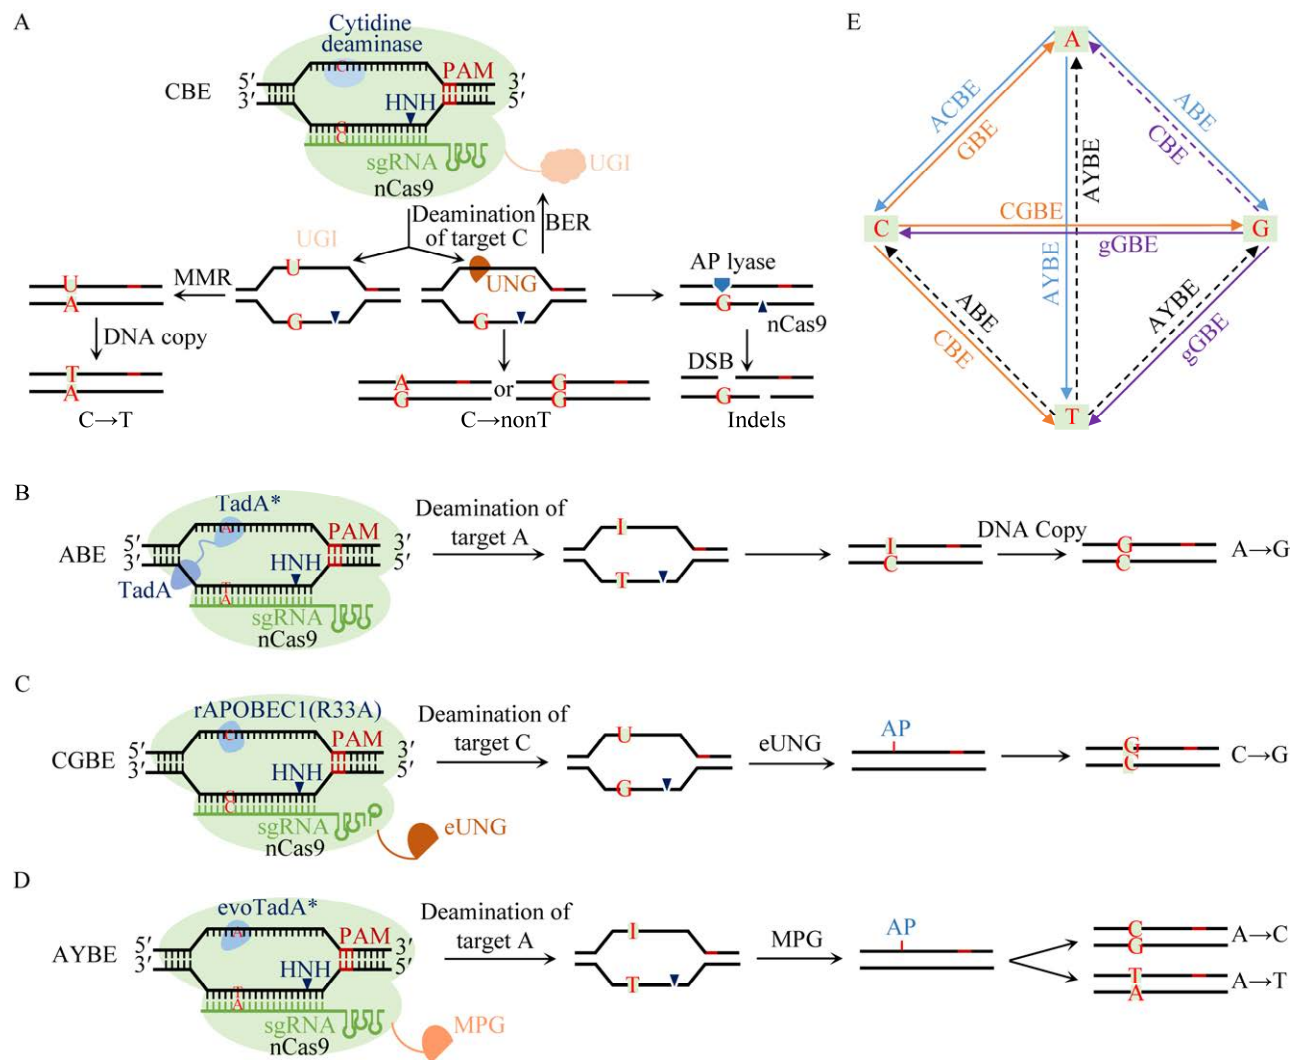 A
Cytidine
deaminase
C
PAM
5′
3′
CBE
3′
5′
HNH
G
C
sgRNA
nCas9
UGI
Deamination
of target C
BER
UGI
U
UNG
MMR
U
A
G
G
AP lyase
G
nCas9
DNA copy
DSB
T
A
A
G
or
G
G
G
C→T
C→nonT
Indels
E
A
ACBE
GBE
AYBE
ABE
CBE
C
CGBE
gGBE
G
AYBE
ABE
CBE
AYBE
gGBE
T
B
TadA*
A
PAM
5′
3′
ABE
3′
5′
HNH
TadA
T
A
sgRNA
nCas9
Deamination of
target A
I
T
I
C
DNA Copy
G
C
A→G
C
rAPOBEC1(R33A)
C
PAM
5′
3′
CGBE
3′
5′
HNH
G
C
sgRNA
nCas9
eUNG
Deamination of
target C
U
G
eUNG
AP
G
C
C→G
D
evoTadA*
A
PAM
5′
3′
AYBE
3′
5′
HNH
T
A
sgRNA
nCas9
MPG
Deamination of
target A
I
T
MPG
AP
C
G
A→C
T
A
A→T